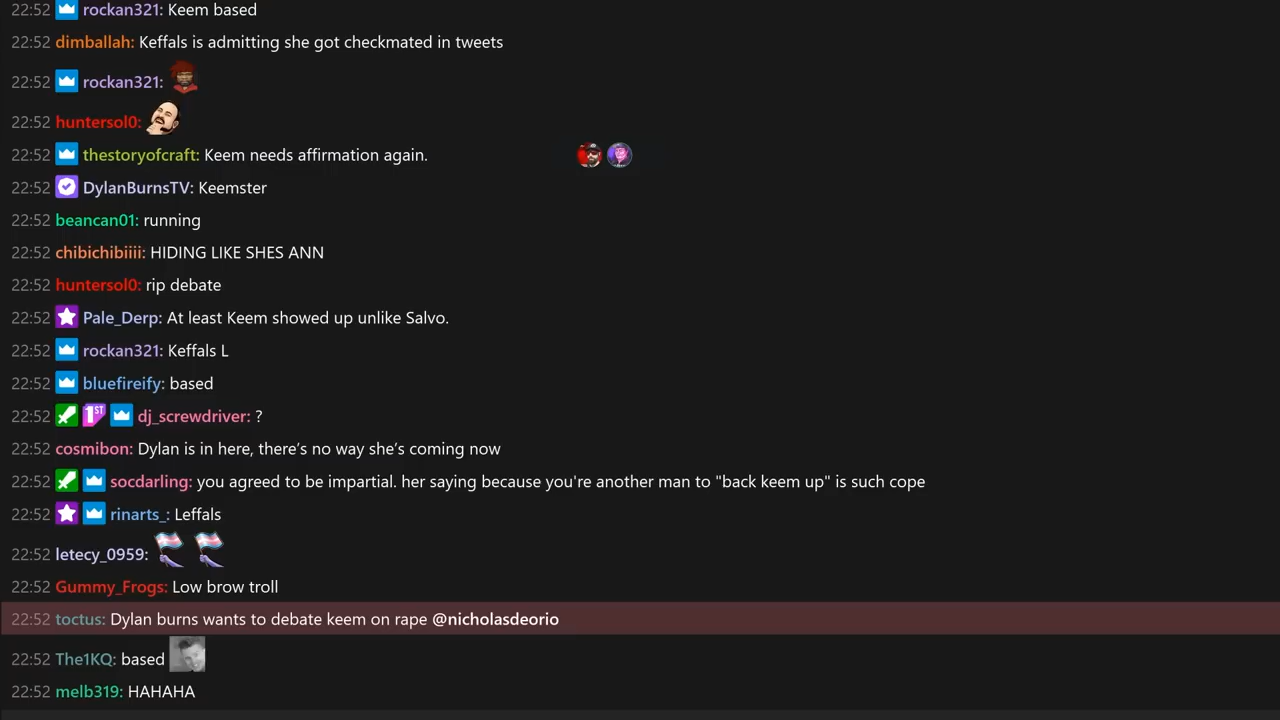 22:52 rockan321: Keem based
22:52 dimballah: Keffals is admitting she got checkmated in tweets
22:52 rockan321:
22:52 huntersol0:
22:52 thestoryofcraft: Keem needs affirmation again.
22:52 DylanBurnsTV: Keemster
22:52 beancan01: running
22:52 chibichibiiii: HIDING LIKE SHES ANN
22:52 huntersol0: rip debate
22:52 Pale_Derp: At least Keem showed up unlike Salvo.
22:52 rockan321: Keffals L
22:52 bluefireify: based
22:52 1ST dj_screwdriver: ?
22:52 cosmibon: Dylan is in here, there’s no way she’s coming now
22:52 socdarling: you agreed to be impartial. her saying because you're another man to "back keem up" is such cope
22:52 rinarts_: Leffals
22:52 letecy_0959:
22:52 Gummy_Frogs: Low brow troll
22:52 toctus: Dylan burns wants to debate keem on rape @nicholasdeorio
22:52 The1KQ: based
22:52 melb319: HAHAHA